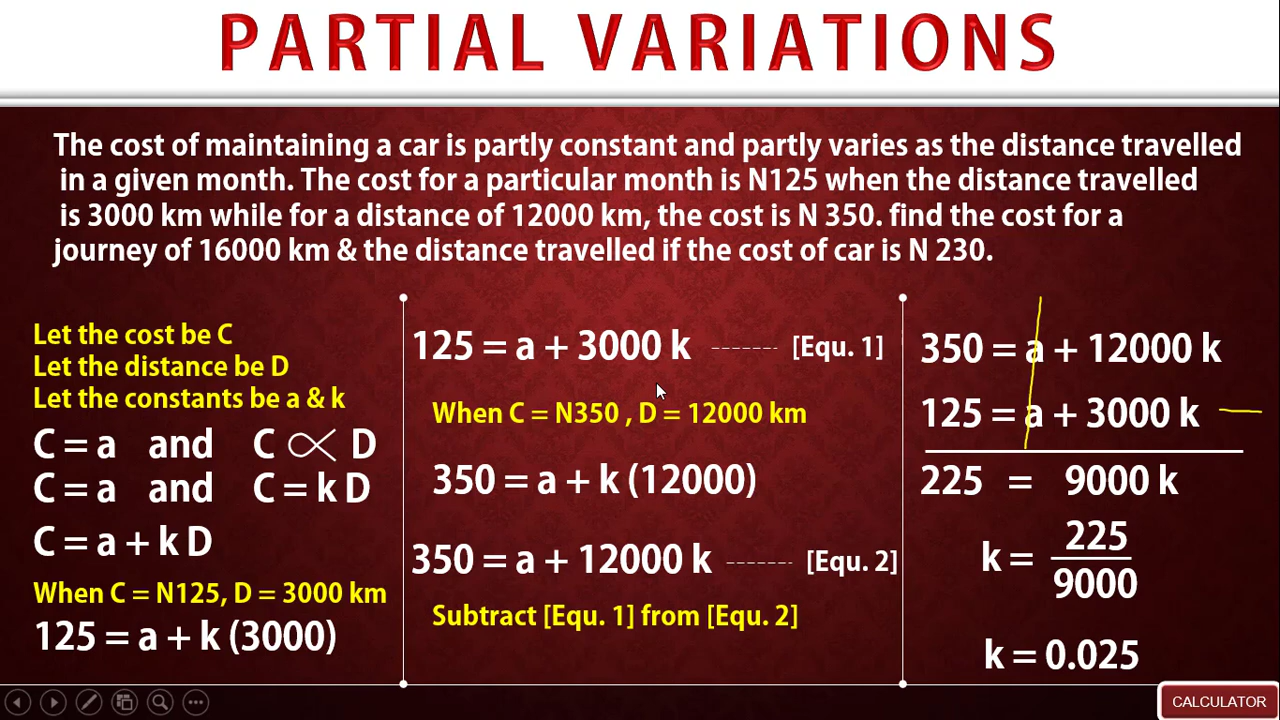 PARTIAL VARIATIONS
The cost of maintaining a car is partly constant and partly varies as the distance travelled
in a given month. The cost for a particular month is N125 when the distance travelled
is 3000 km while for a distance of 12000 km, the cost is N 350. find the cost for a
journey of 16000 km & the distance travelled if the cost of car is N 230.
Let the cost be C
Let the distance be D
Let the constants be a & k
C = a and C ∝ D
C = a and C = k D
C = a + k D
When C = N125, D = 3000 km
125 = a + k (3000)
125 = a + 3000 k -------- [Equ. 1]
When C = N350 , D = 12000 km
350 = a + k (12000)
350 = a + 12000 k -------- [Equ. 2]
Subtract [Equ. 1] from [Equ. 2]
350 = a + 12000 k
125 = a + 3000 k —
225 = 9000 k
k = 225
9000
k = 0.025
CALCULATOR